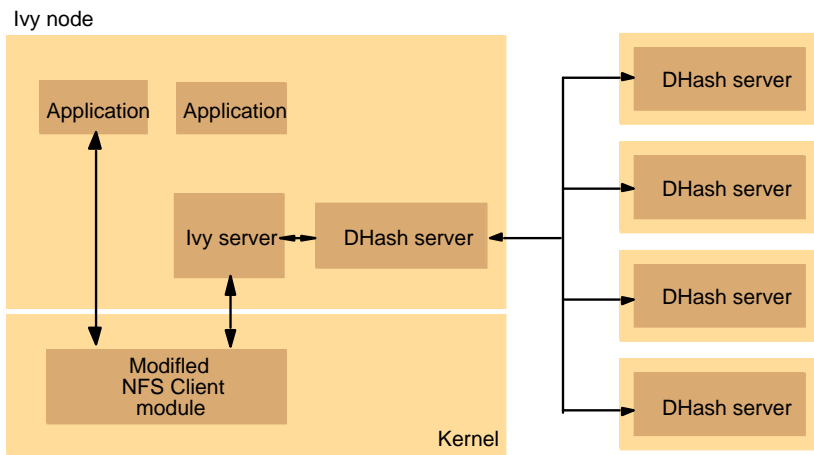 Ivy node
Application
Application
Ivy server
DHash server
Modifled
NFS Client
module
Kernel
DHash server
DHash server
DHash server
DHash server